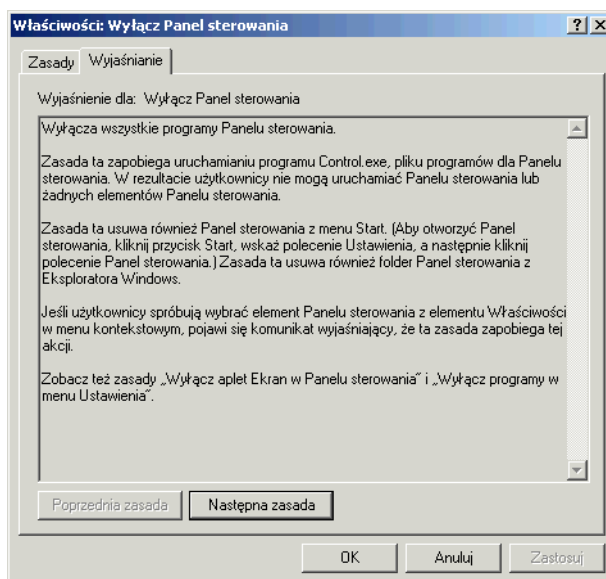 Właściwości: Wyłącz Panel sterowania
Zasady
Wyjaśnianie
Wyjaśnienie dla: Wyłącz Panel sterowania
Wyłącza wszystkie programy Panelu sterowania.
Zasada ta zapobiega uruchamianiu programu Control.exe, pliku programów dla Panelu
sterowania. W rezultacie użytkownicy nie mogą uruchamiać Panelu sterowania lub
żadnych elementów Panelu sterowania.
Zasada ta usuwa również Panel sterowania z menu Start. (Aby otworzyć Panel
sterowania, kliknij przycisk Start, wskaż polecenie Ustawienia, a następnie kliknij
polecenie Panel sterowania.) Zasada ta usuwa również folder Panel sterowania z
Eksploratora Windows.
Jeśli użytkownicy spróbują wybrać element Panelu sterowania z elementu Właściwości
w menu kontekstowym, pojawi się komunikat wyjaśniający, że ta zasada zapobiega tej
akcji.
Zobacz też zasady „Wyłącz aplet Ekran w Panelu sterowania” i „Wyłącz programy w
menu Ustawienia”.
Poprzednia zasada
Następna zasada
OK
Anuluj
Zastosuj